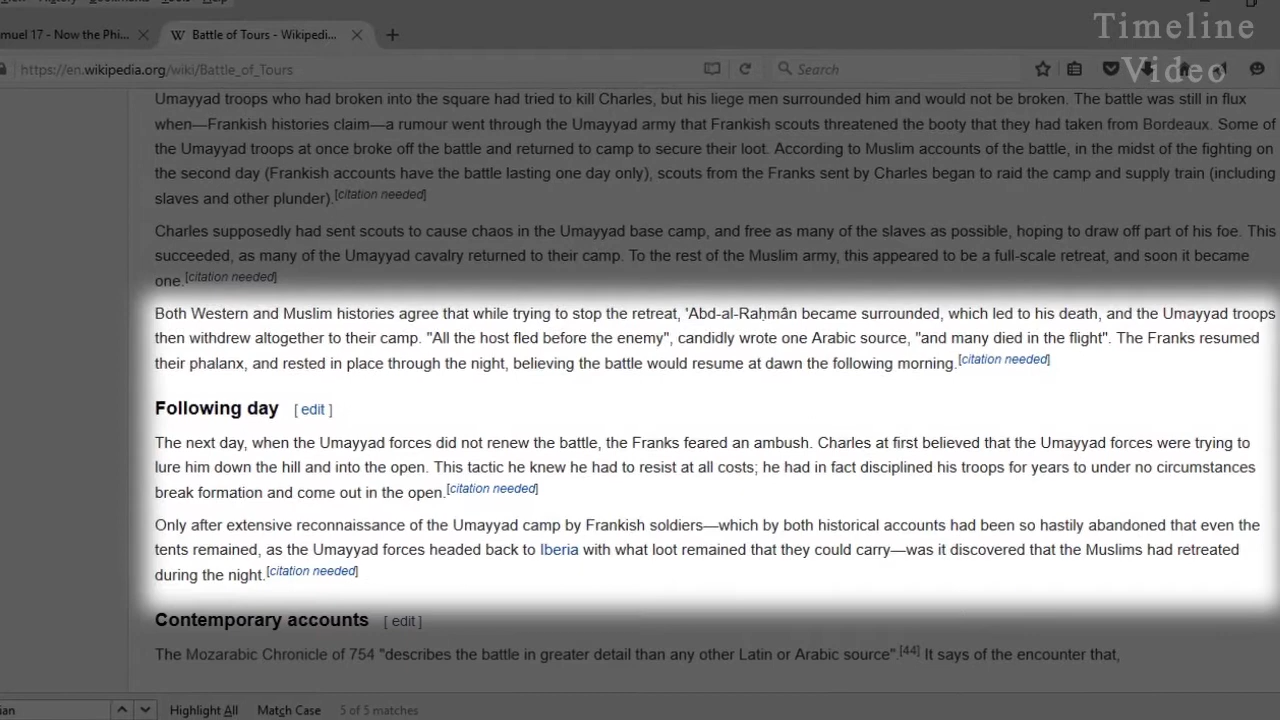 History Bookmarks Tools Help
Timeline
Video
muel 17 - Now the Phi...
W Battle of Tours - Wikipedi...
https://en.wikipedia.org/wiki/Battle_of_Tours
Search
Umayyad troops who had broken into the square had tried to kill Charles, but his liege men surrounded him and would not be broken. The battle was still in flux
when—Frankish histories claim—a rumour went through the Umayyad army that Frankish scouts threatened the booty that they had taken from Bordeaux. Some of
the Umayyad troops at once broke off the battle and returned to camp to secure their loot. According to Muslim accounts of the battle, in the midst of the fighting on
the second day (Frankish accounts have the battle lasting one day only), scouts from the Franks sent by Charles began to raid the camp and supply train (including
slaves and other plunder).[citation needed]
Charles supposedly had sent scouts to cause chaos in the Umayyad base camp, and free as many of the slaves as possible, hoping to draw off part of his foe. This
succeeded, as many of the Umayyad cavalry returned to their camp. To the rest of the Muslim army, this appeared to be a full-scale retreat, and soon it became
one.[citation needed]
Both Western and Muslim histories agree that while trying to stop the retreat, 'Abd-al-Raḥmân became surrounded, which led to his death, and the Umayyad troops
then withdrew altogether to their camp. "All the host fled before the enemy", candidly wrote one Arabic source, "and many died in the flight". The Franks resumed
their phalanx, and rested in place through the night, believing the battle would resume at dawn the following morning.[citation needed]
Following day [ edit ]
The next day, when the Umayyad forces did not renew the battle, the Franks feared an ambush. Charles at first believed that the Umayyad forces were trying to
lure him down the hill and into the open. This tactic he knew he had to resist at all costs; he had in fact disciplined his troops for years to under no circumstances
break formation and come out in the open.[citation needed]
Only after extensive reconnaissance of the Umayyad camp by Frankish soldiers—which by both historical accounts had been so hastily abandoned that even the
tents remained, as the Umayyad forces headed back to Iberia with what loot remained that they could carry—was it discovered that the Muslims had retreated
during the night.[citation needed]
Contemporary accounts [ edit ]
The Mozarabic Chronicle of 754 "describes the battle in greater detail than any other Latin or Arabic source".[44] It says of the encounter that,
ian
Highlight All Match Case 5 of 5 matches